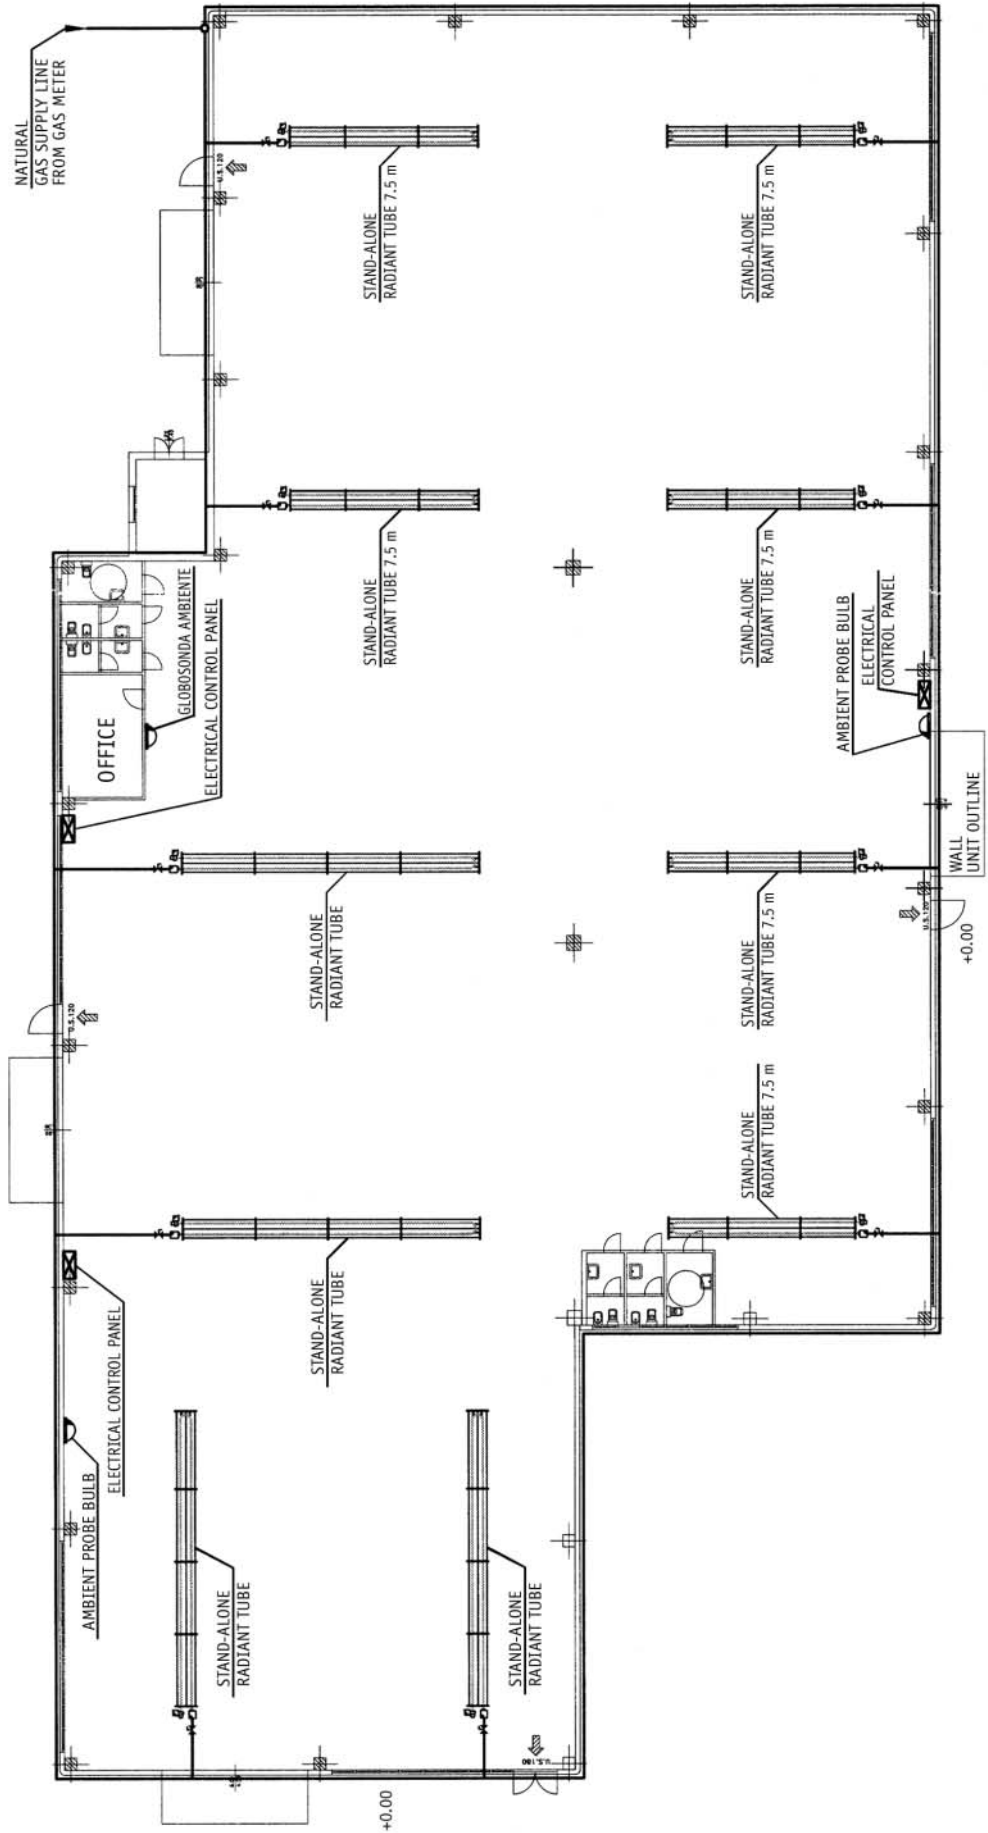 NATURAL
GAS SUPPLY LINE
FROM GAS METER
U.S.120
STAND-ALONE
RADIANT TUBE 7.5 m
STAND-ALONE
RADIANT TUBE 7.5 m
STAND-ALONE
RADIANT TUBE 7.5 m
STAND-ALONE
RADIANT TUBE 7.5 m
GLOBOSONDA AMBIENTE
ELECTRICAL CONTROL PANEL
OFFICE
AMBIENT PROBE BULB
ELECTRICAL
CONTROL PANEL
WALL
UNIT OUTLINE
U.S.120
+0.00
STAND-ALONE
RADIANT TUBE
STAND-ALONE
RADIANT TUBE 7.5 m
U.S.120
STAND-ALONE
RADIANT TUBE 7.5 m
STAND-ALONE
RADIANT TUBE
ELECTRICAL CONTROL PANEL
AMBIENT PROBE BULB
STAND-ALONE
RADIANT TUBE
STAND-ALONE
RADIANT TUBE
U.S.180
+0.00